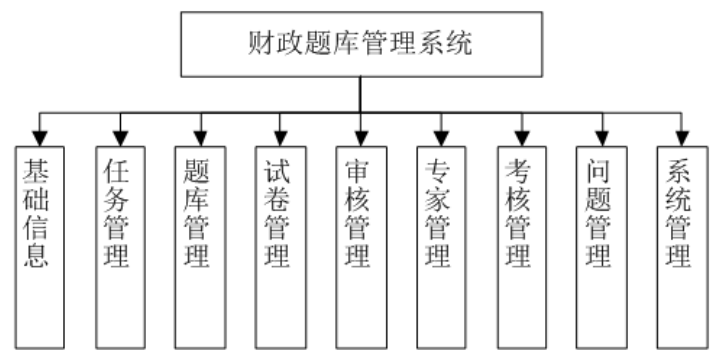 财政题库管理系统
基础信息
任务管理
题库管理
试卷管理
审核管理
专家管理
考核管理
问题管理
系统管理